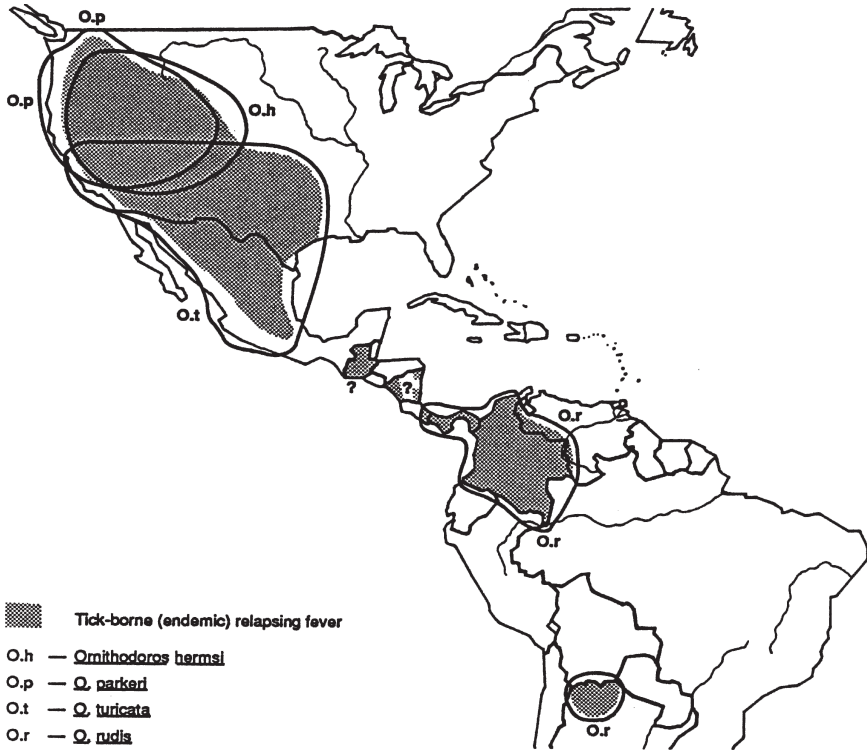 O.p
O.p
O.h
O.t
?
?
O.r
O.r
Tick-borne (endemic) relapsing fever
O.h — Ornithodoros hermsi
O.p — O. parkeri
O.t — O. turicata
O.r — O. rudis
O.r